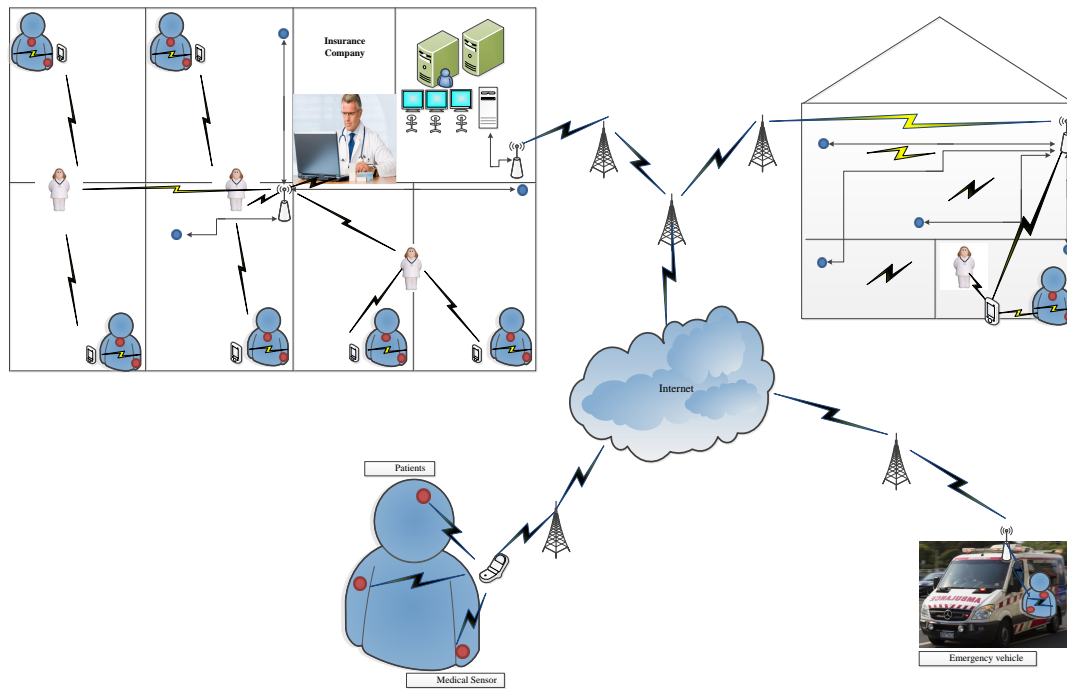 Insurance
Company
Internet
Patients
Medical Sensor
Emergency vehicle